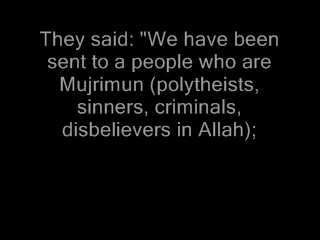 They said: "We have been
sent to a people who are
Mujrimun (polytheists,
sinners, criminals,
disbelievers in Allah);